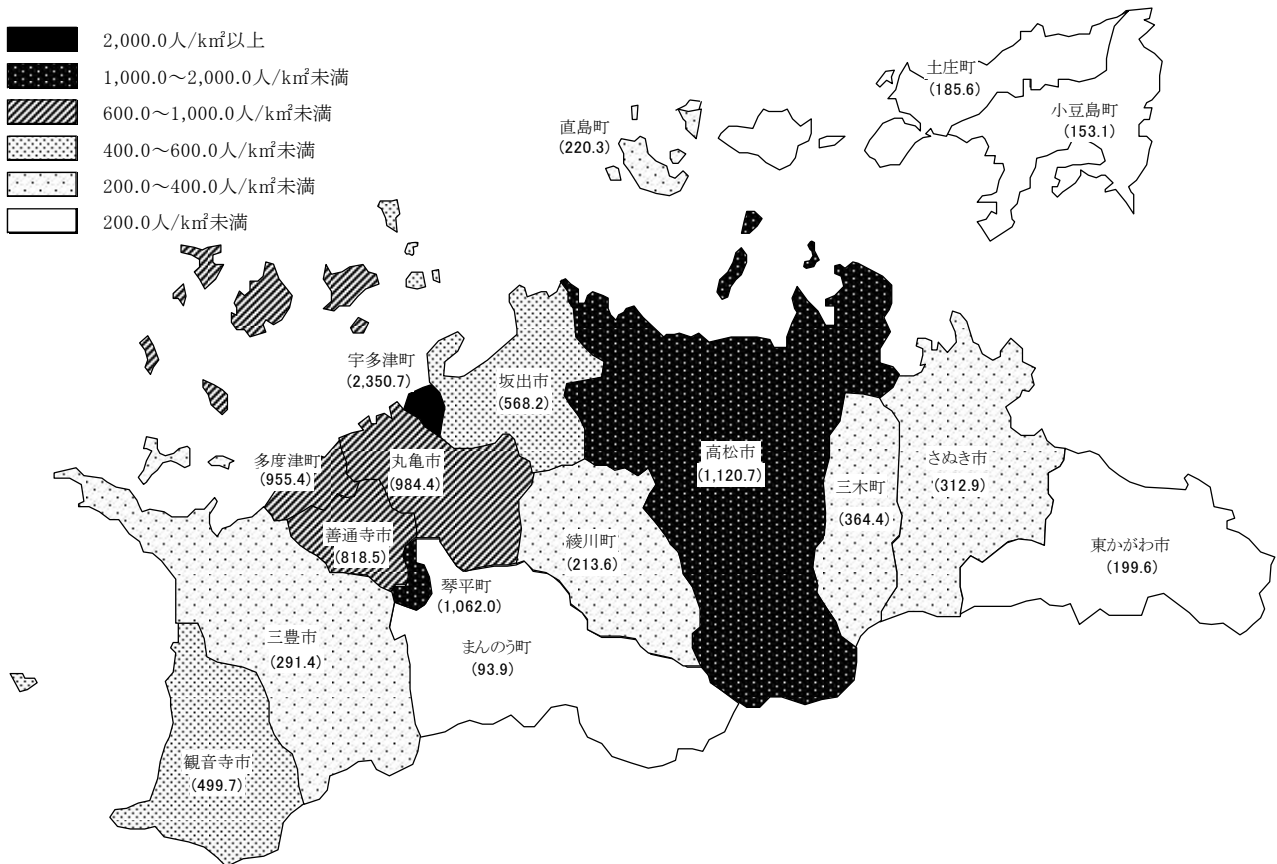 2,000.0人/k㎡以上
1,000.0～2,000.0人/k㎡未満
600.0～1,000.0人/k㎡未満
400.0～600.0人/k㎡未満
200.0～400.0人/k㎡未満
200.0人/k㎡未満
土庄町
(185.6)
小豆島町
(153.1)
直島町
(220.3)
宇多津町
(2,350.7)
坂出市
(568.2)
高松市
(1,120.7)
さぬき市
(312.9)
三木町
(364.4)
東かがわ市
(199.6)
多度津町
(955.4)
丸亀市
(984.4)
善通寺市
(818.5)
綾川町
(213.6)
琴平町
(1,062.0)
まんのう町
(93.9)
三豊市
(291.4)
観音寺市
(499.7)